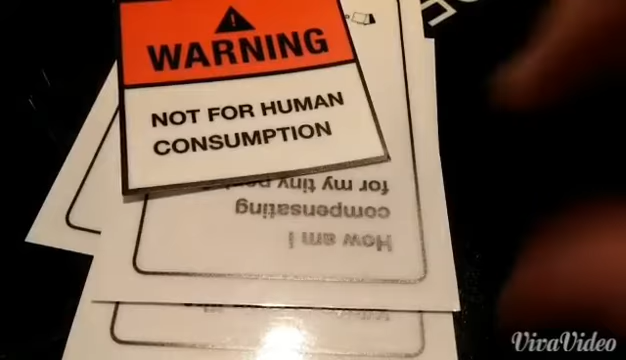 WARNING
NOT FOR HUMAN
CONSUMPTION
How am I
compensating
for my tiny
VivaVideo